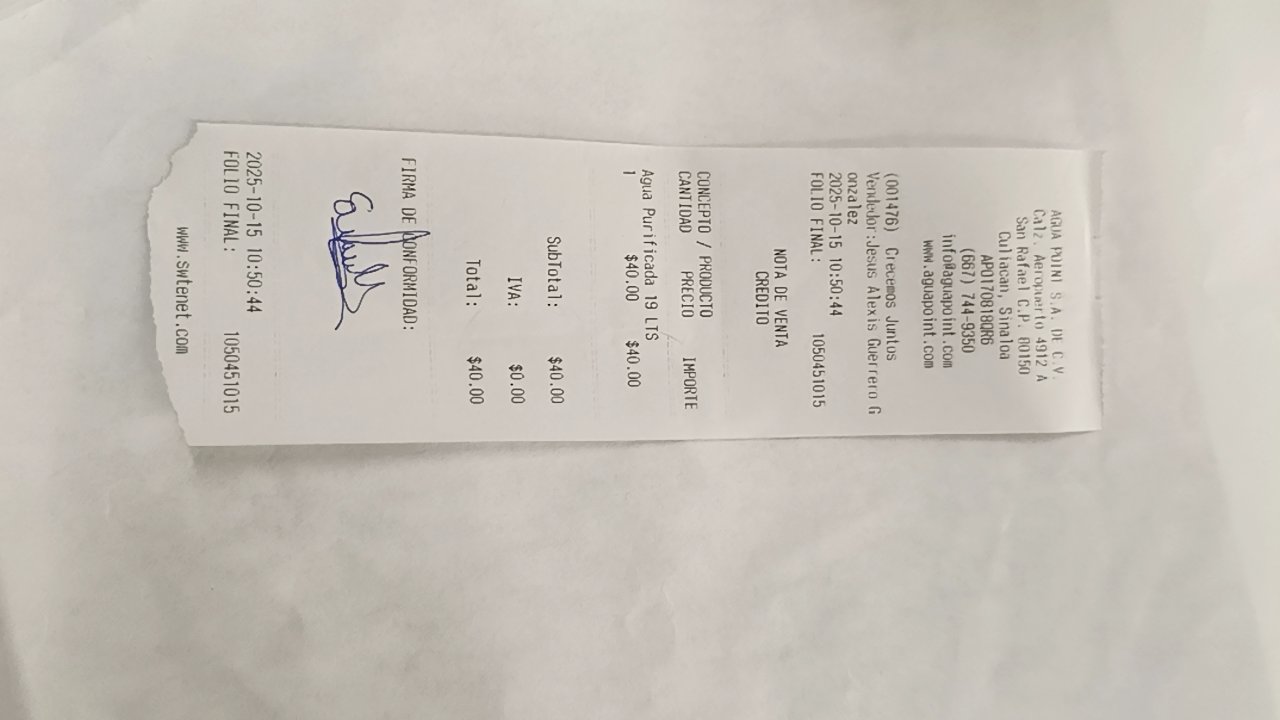 AGUA POINT S.A. DE C.V.
Calz. Aeropuerto 4912 A
San Rafael C.P. 80150
Culiacan, Sinaloa
APO170818QR6
(667) 744-9350
info@aguapoint.com
www.aguapoint.com
(001476) Crecemos Juntos
Vendedor:Jesus Alexis Guerrero G
onzalez
2025-10-15 10:50:44
FOLIO FINAL: 1050451015
NOTA DE VENTA
CREDITO
CONCEPTO / PRODUCTO
CANTIDAD PRECIO IMPORTE
Agua Purificada 19 LTS
1 $40.00 $40.00
SubTotal: $40.00
IVA: $0.00
Total: $40.00
FIRMA DE CONFORMIDAD:
2025-10-15 10:50:44
FOLIO FINAL: 1050451015
www.swtenet.com